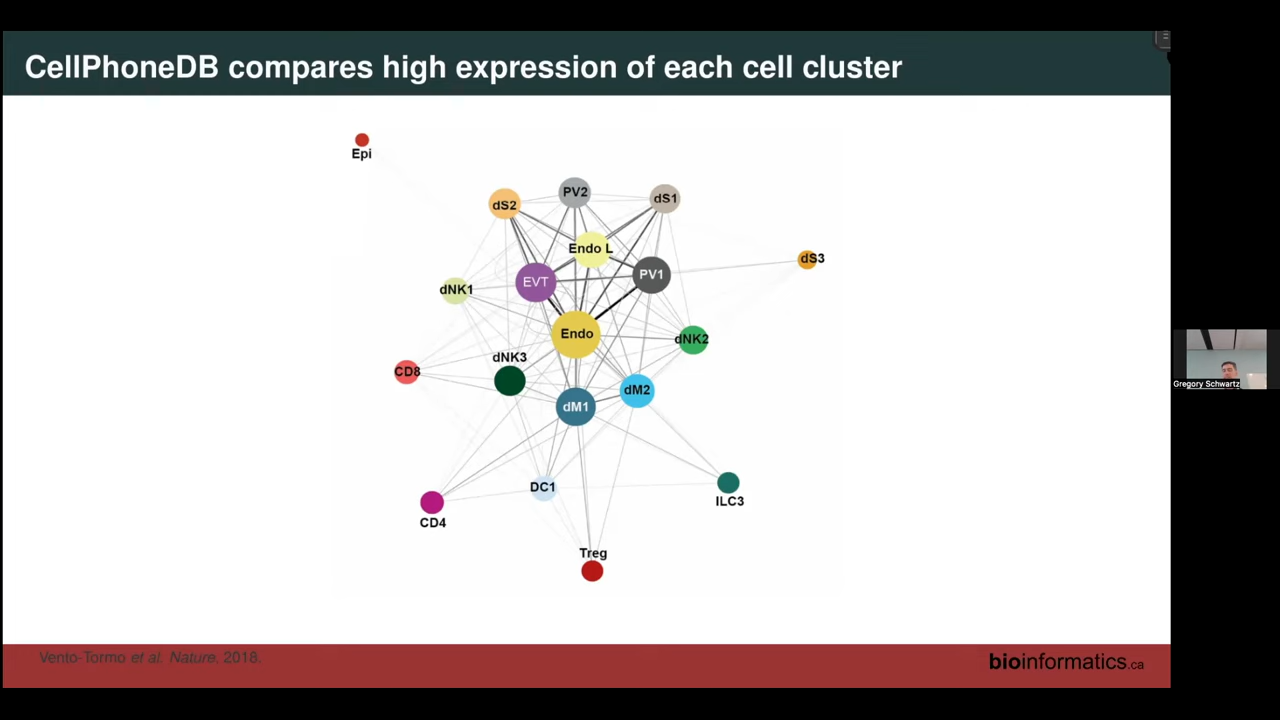 CellPhoneDB compares high expression of each cell cluster
Epi
PV2
dS2
dS1
Endo L
dS3
PV1
EVT
dNK1
Endo
dNK2
dNK3
CD8
dM2
dM1
DC1
ILC3
CD4
Treg
Gregory Schwartz
Vento-Tormo et al. Nature. 2018.
bioinformatics.ca